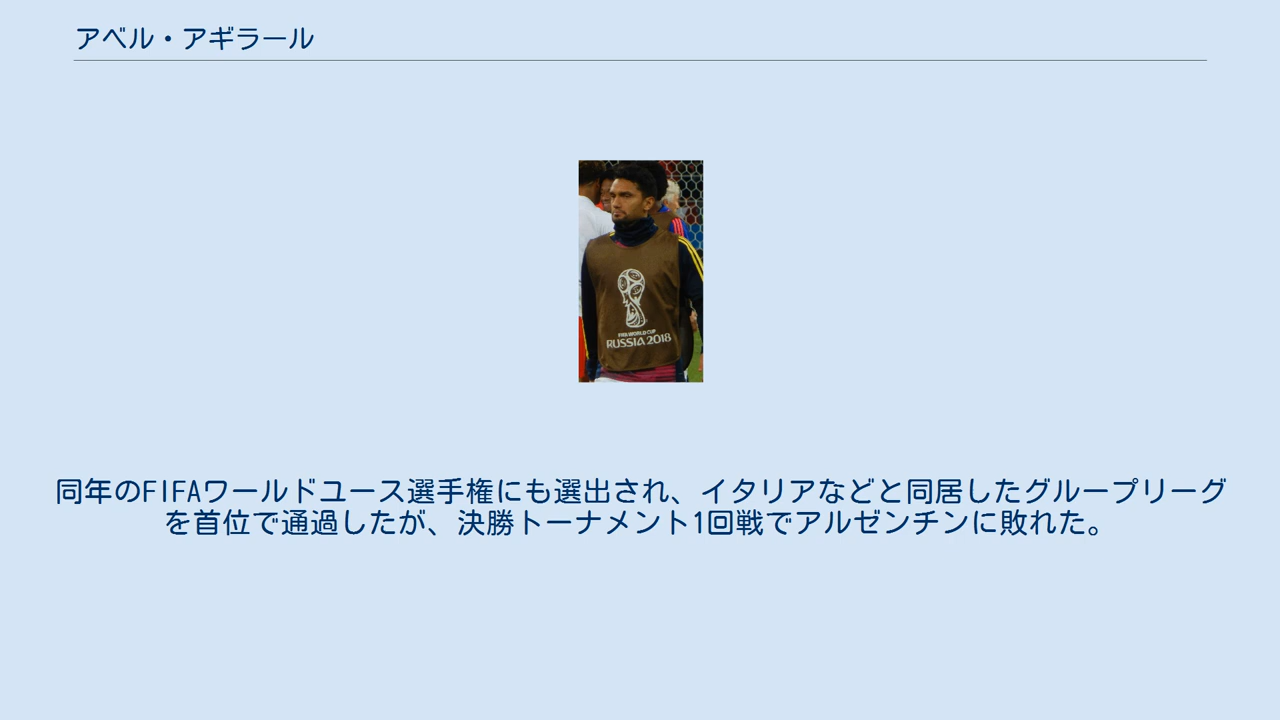 アベル・アギラール
FIFA WORLD CUP
RUSSIA 2018
同年のFIFAワールドユース選手権にも選出され、イタリアなどと同居したグループリーグ
を首位で通過したが、決勝トーナメント1回戦でアルゼンチンに敗れた。